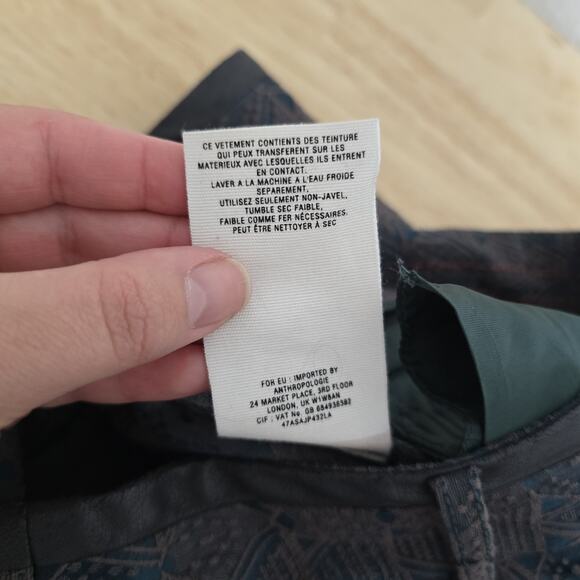 CE VETEMENT CONTIENTS DES TEINTURE
QUI PEUX TRANSFERENT SUR LES
MATERIEUX AVEC LESQUELLES ILS ENTRENT
EN CONTACT.
LAVER A LA MACHINE A L'EAU FROIDE
SEPAREMENT,
UTILISEZ SEULEMENT NON-JAVEL,
TUMBLE SEC FAIBLE,
FAIBLE COMME FER NÉCESSAIRES.
PEUT ÊTRE NETTOYER À SEC
FOR EU : IMPORTED BY
ANTHROPOLOGIE
24 MARKET PLACE, 3RD FLOOR
LONDON, UK W1W8AN
CIF : VAT No GB 684936382
47ASAJP432LA